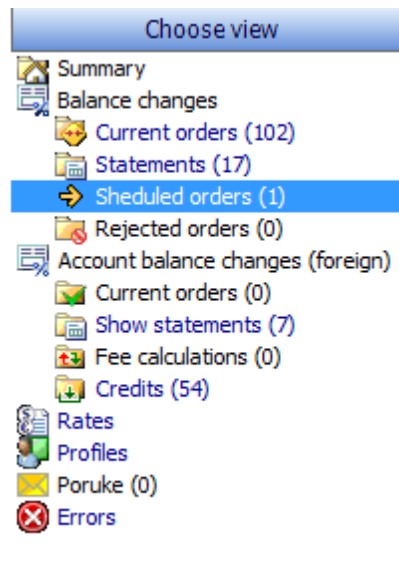 Choose view
Summary
Balance changes
Current orders (102)
Statements (17)
Sheduled orders (1)
Rejected orders (0)
Account balance changes (foreign)
Current orders (0)
Show statements (7)
Fee calculations (0)
Credits (54)
Rates
Profiles
Poruke (0)
Errors